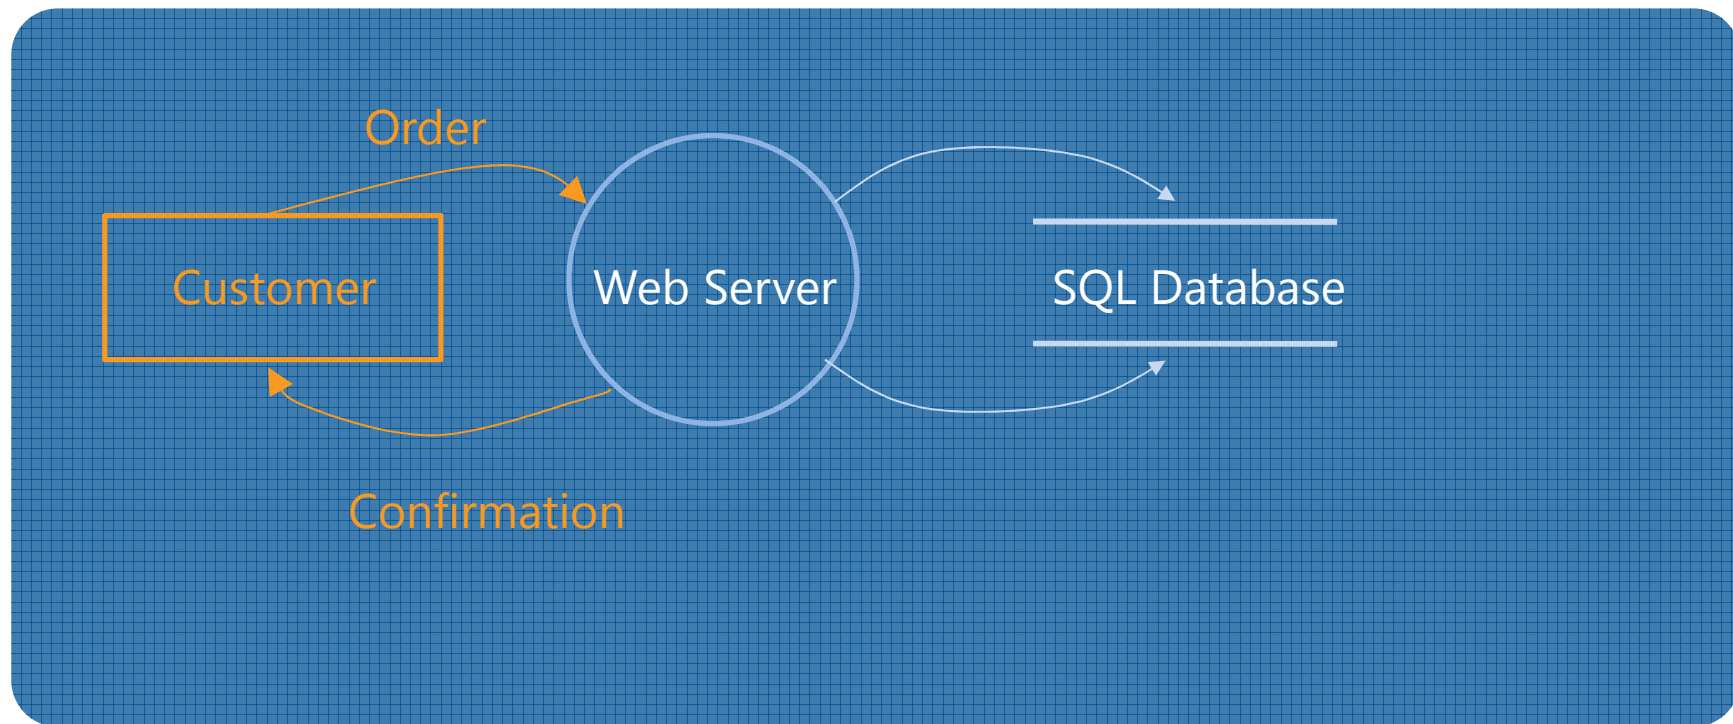 Order
Customer
Web Server
SQL Database
Confirmation